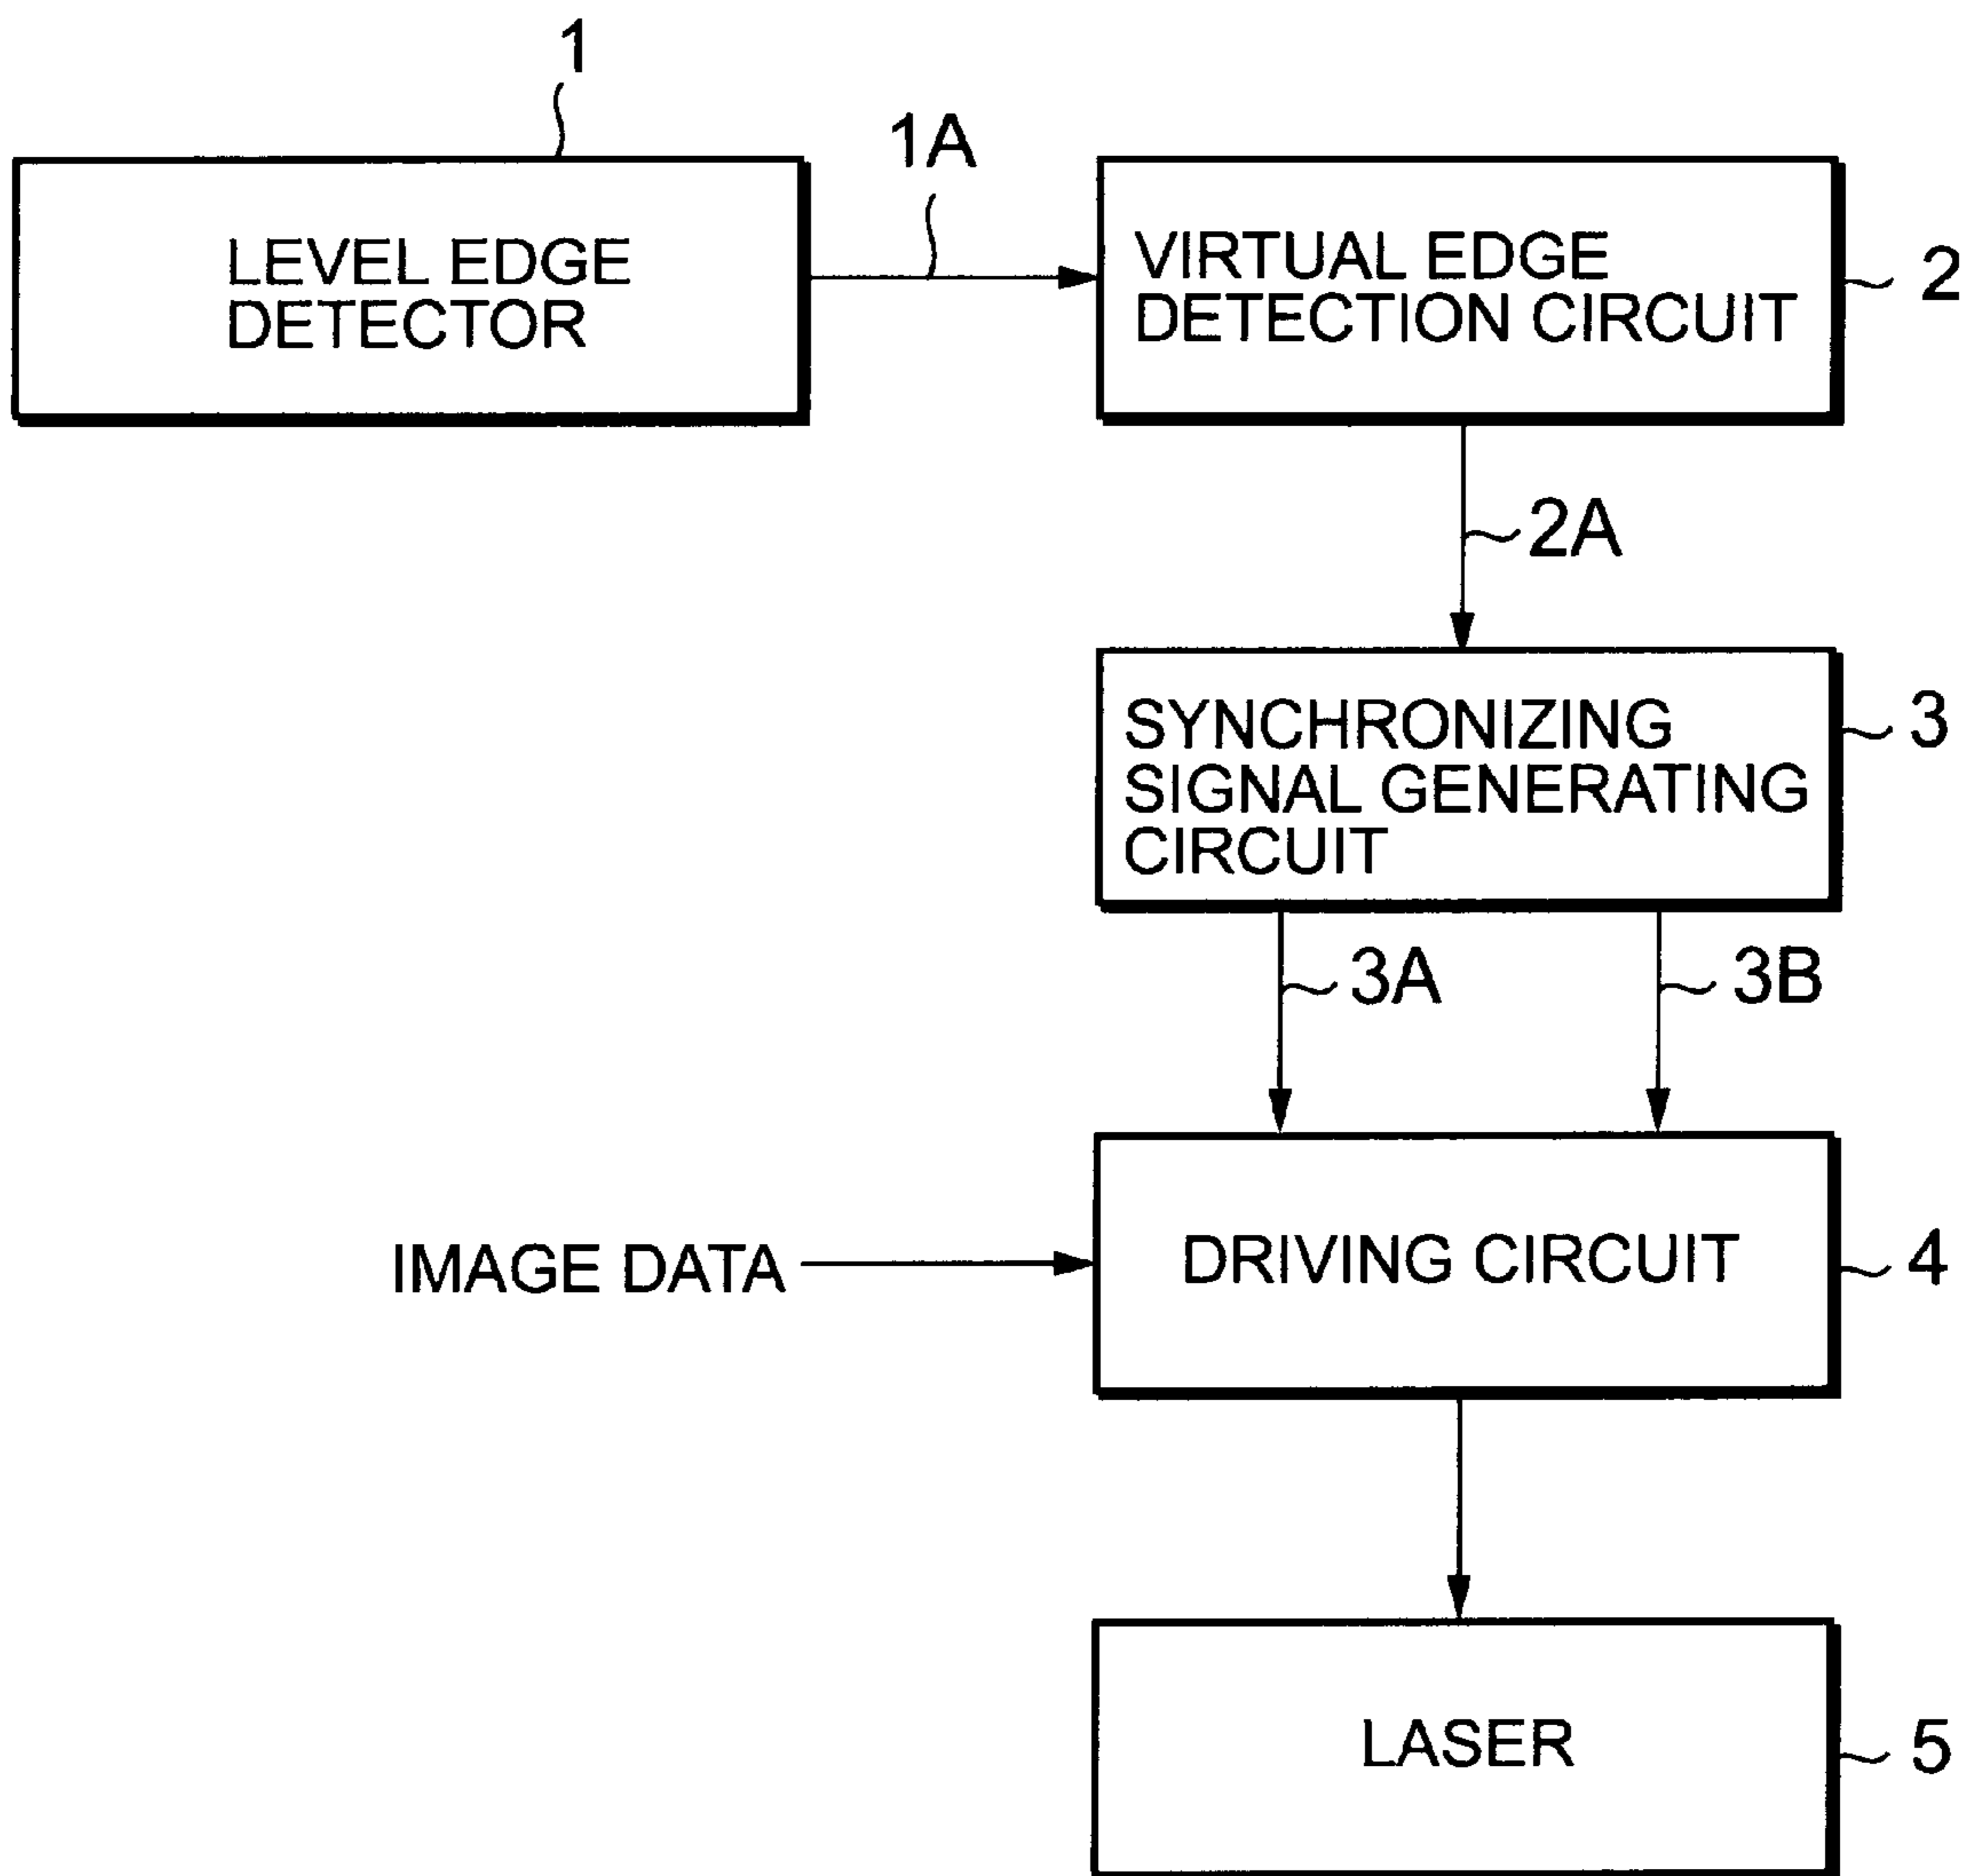 1
1A
LEVEL EDGE
DETECTOR
VIRTUAL EDGE
DETECTION CIRCUIT
2
2A
SYNCHRONIZING
SIGNAL GENERATING
CIRCUIT
3
3A
3B
IMAGE DATA
DRIVING CIRCUIT
4
LASER
5